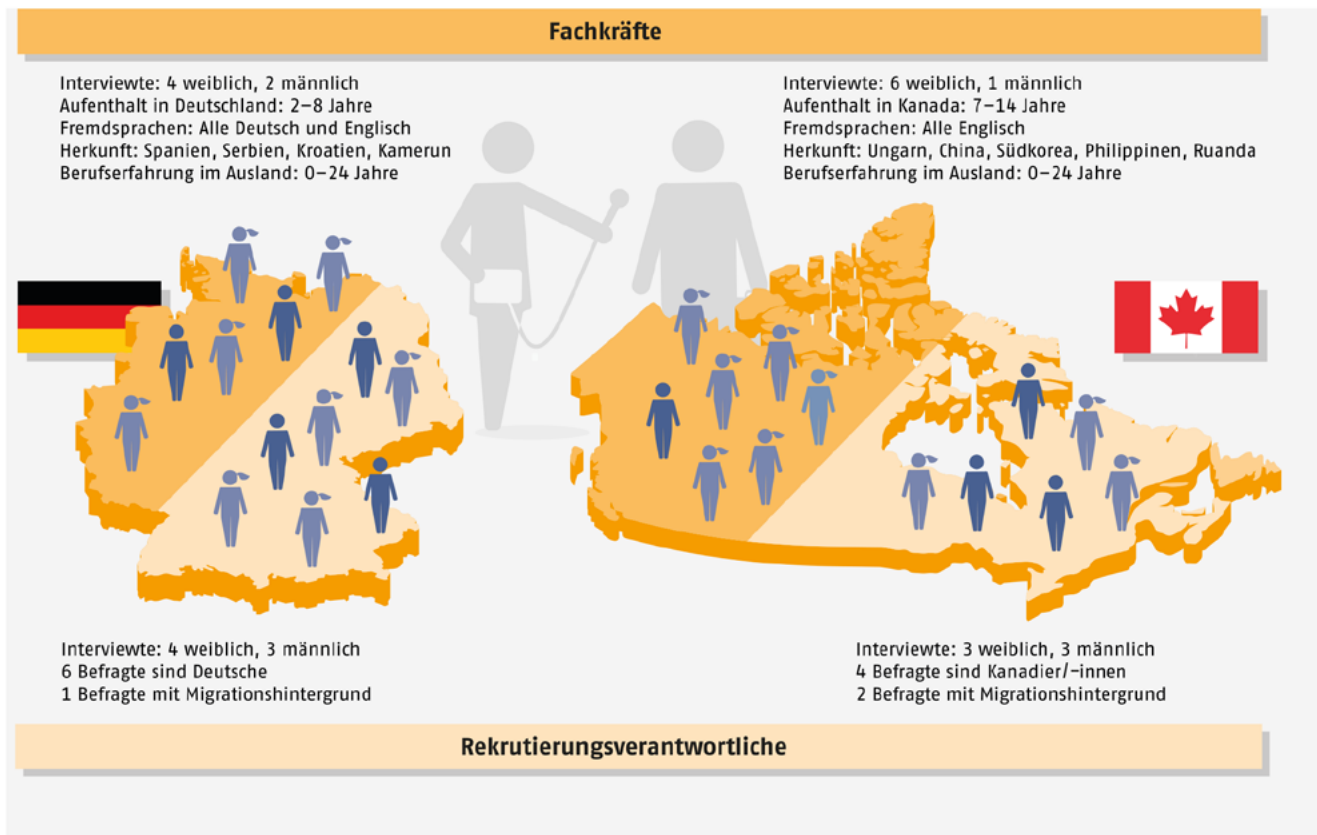 Fachkräfte
Interviewte: 4 weiblich, 2 männlich
Aufenthalt in Deutschland: 2–8 Jahre
Fremdsprachen: Alle Deutsch und Englisch
Herkunft: Spanien, Serbien, Kroatien, Kamerun
Berufserfahrung im Ausland: 0–24 Jahre
Interviewte: 6 weiblich, 1 männlich
Aufenthalt in Kanada: 7–14 Jahre
Fremdsprachen: Alle Englisch
Herkunft: Ungarn, China, Südkorea, Philippinen, Ruanda
Berufserfahrung im Ausland: 0–24 Jahre
Interviewte: 4 weiblich, 3 männlich
6 Befragte sind Deutsche
1 Befragte mit Migrationshintergrund
Interviewte: 3 weiblich, 3 männlich
4 Befragte sind Kanadier/-innen
2 Befragte mit Migrationshintergrund
Rekrutierungsverantwortliche